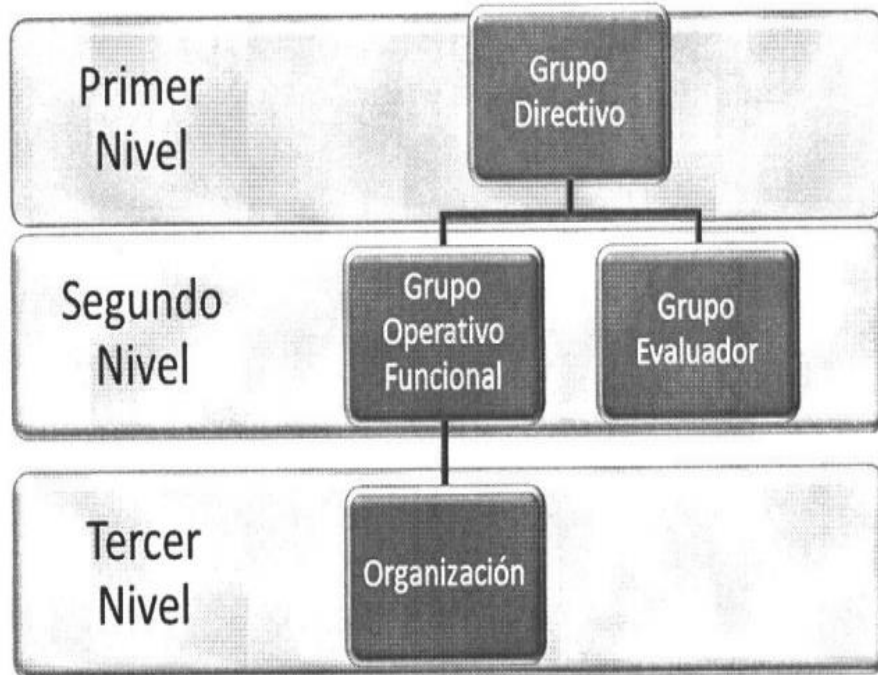 Primer
Nivel
Grupo
Directivo
Segundo
Nivel
Grupo
Operativo
Funcional
Grupo
Evaluador
Tercer
Nivel
Organización